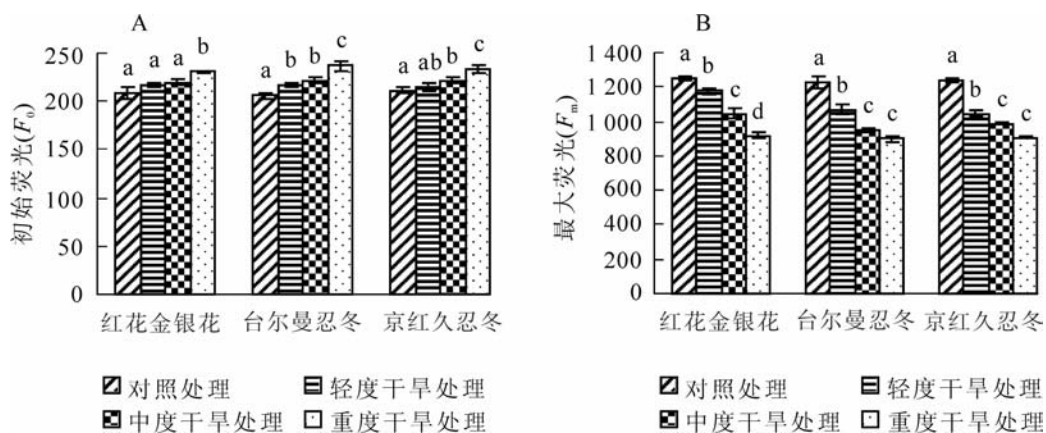 A
初始荧光(F₀)
250
200
150
100
50
0
a a a b
a b b c
a ab b c
红花金银花 台尔曼忍冬 京红久忍冬
对照处理 轻度干旱处理
中度干旱处理 重度干旱处理
B
最大荧光(Fₘ)
1 400
1 200
1 000
800
600
400
200
0
a b c d
a b c c
a b c c
红花金银花 台尔曼忍冬 京红久忍冬
对照处理 轻度干旱处理
中度干旱处理 重度干旱处理